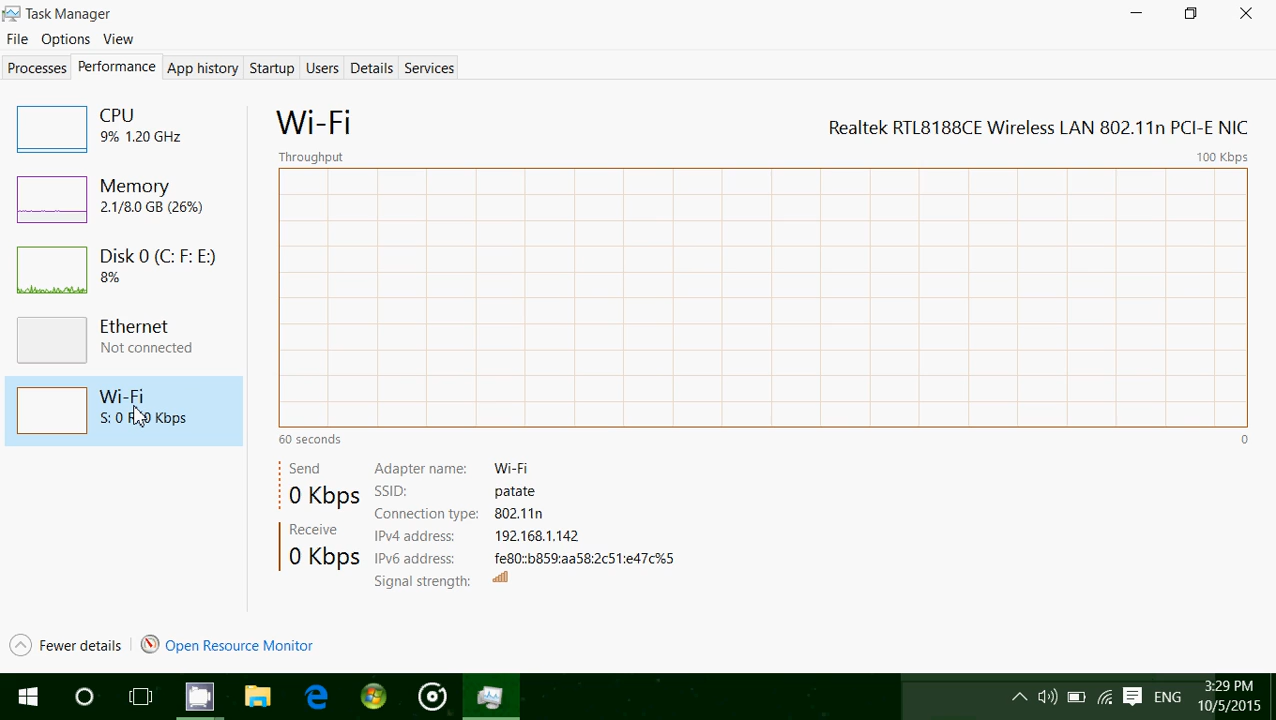 Task Manager
File Options View
Processes Performance App history Startup Users Details Services
CPU
9% 1.20 GHz
Memory
2.1/8.0 GB (26%)
Disk 0 (C: F: E:)
8%
Ethernet
Not connected
Wi-Fi
S: 0 R: 0 Kbps
Wi-Fi
Realtek RTL8188CE Wireless LAN 802.11n PCI-E NIC
Throughput
100 Kbps
60 seconds
0
Send
0 Kbps
Receive
0 Kbps
Adapter name: Wi-Fi
SSID: patate
Connection type: 802.11n
IPv4 address: 192.168.1.142
IPv6 address: fe80::b859:aa58:2c51:e47c%5
Signal strength:
Fewer details
Open Resource Monitor
ENG
3:29 PM
10/5/2015